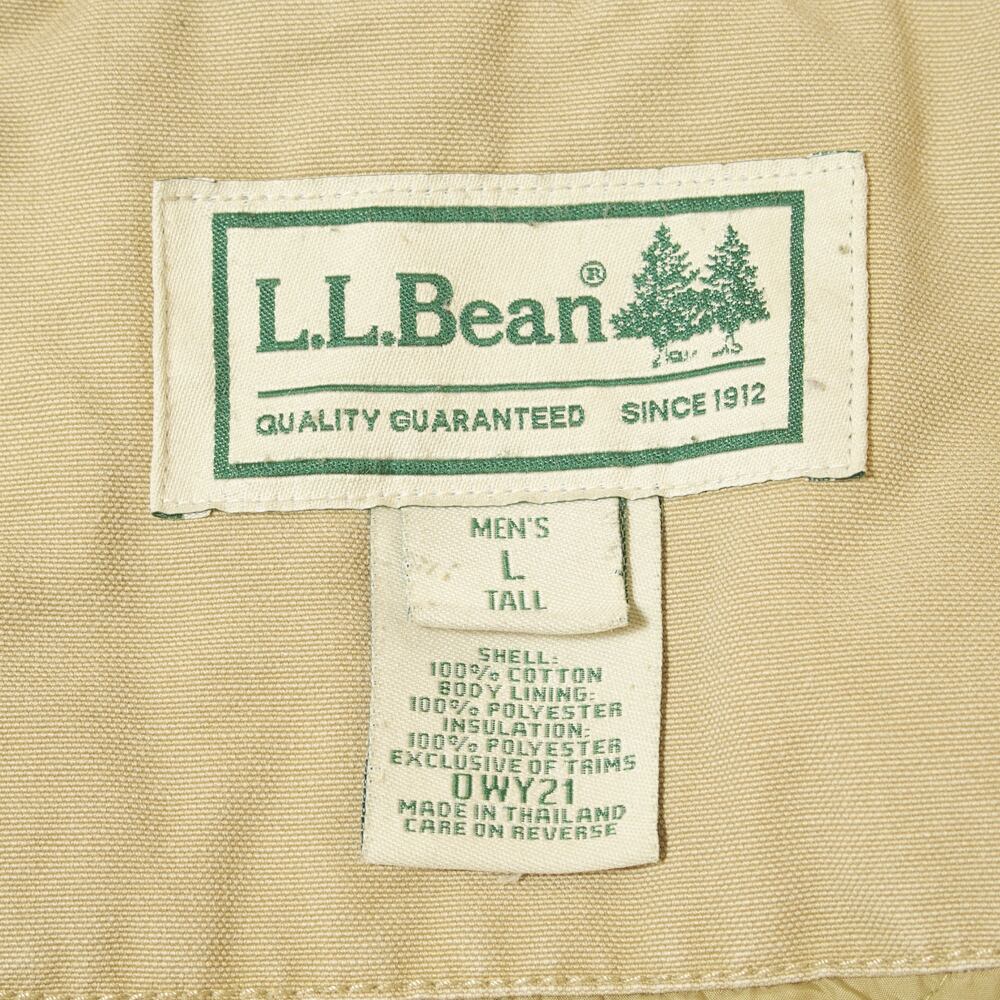 L.L.Bean®
QUALITY GUARANTEED SINCE 1912
MEN'S
L
TALL
SHELL:
100% COTTON
BODY LINING:
100% POLYESTER
INSULATION:
100% POLYESTER
EXCLUSIVE OF TRIMS
0WY21
MADE IN THAILAND
CARE ON REVERSE